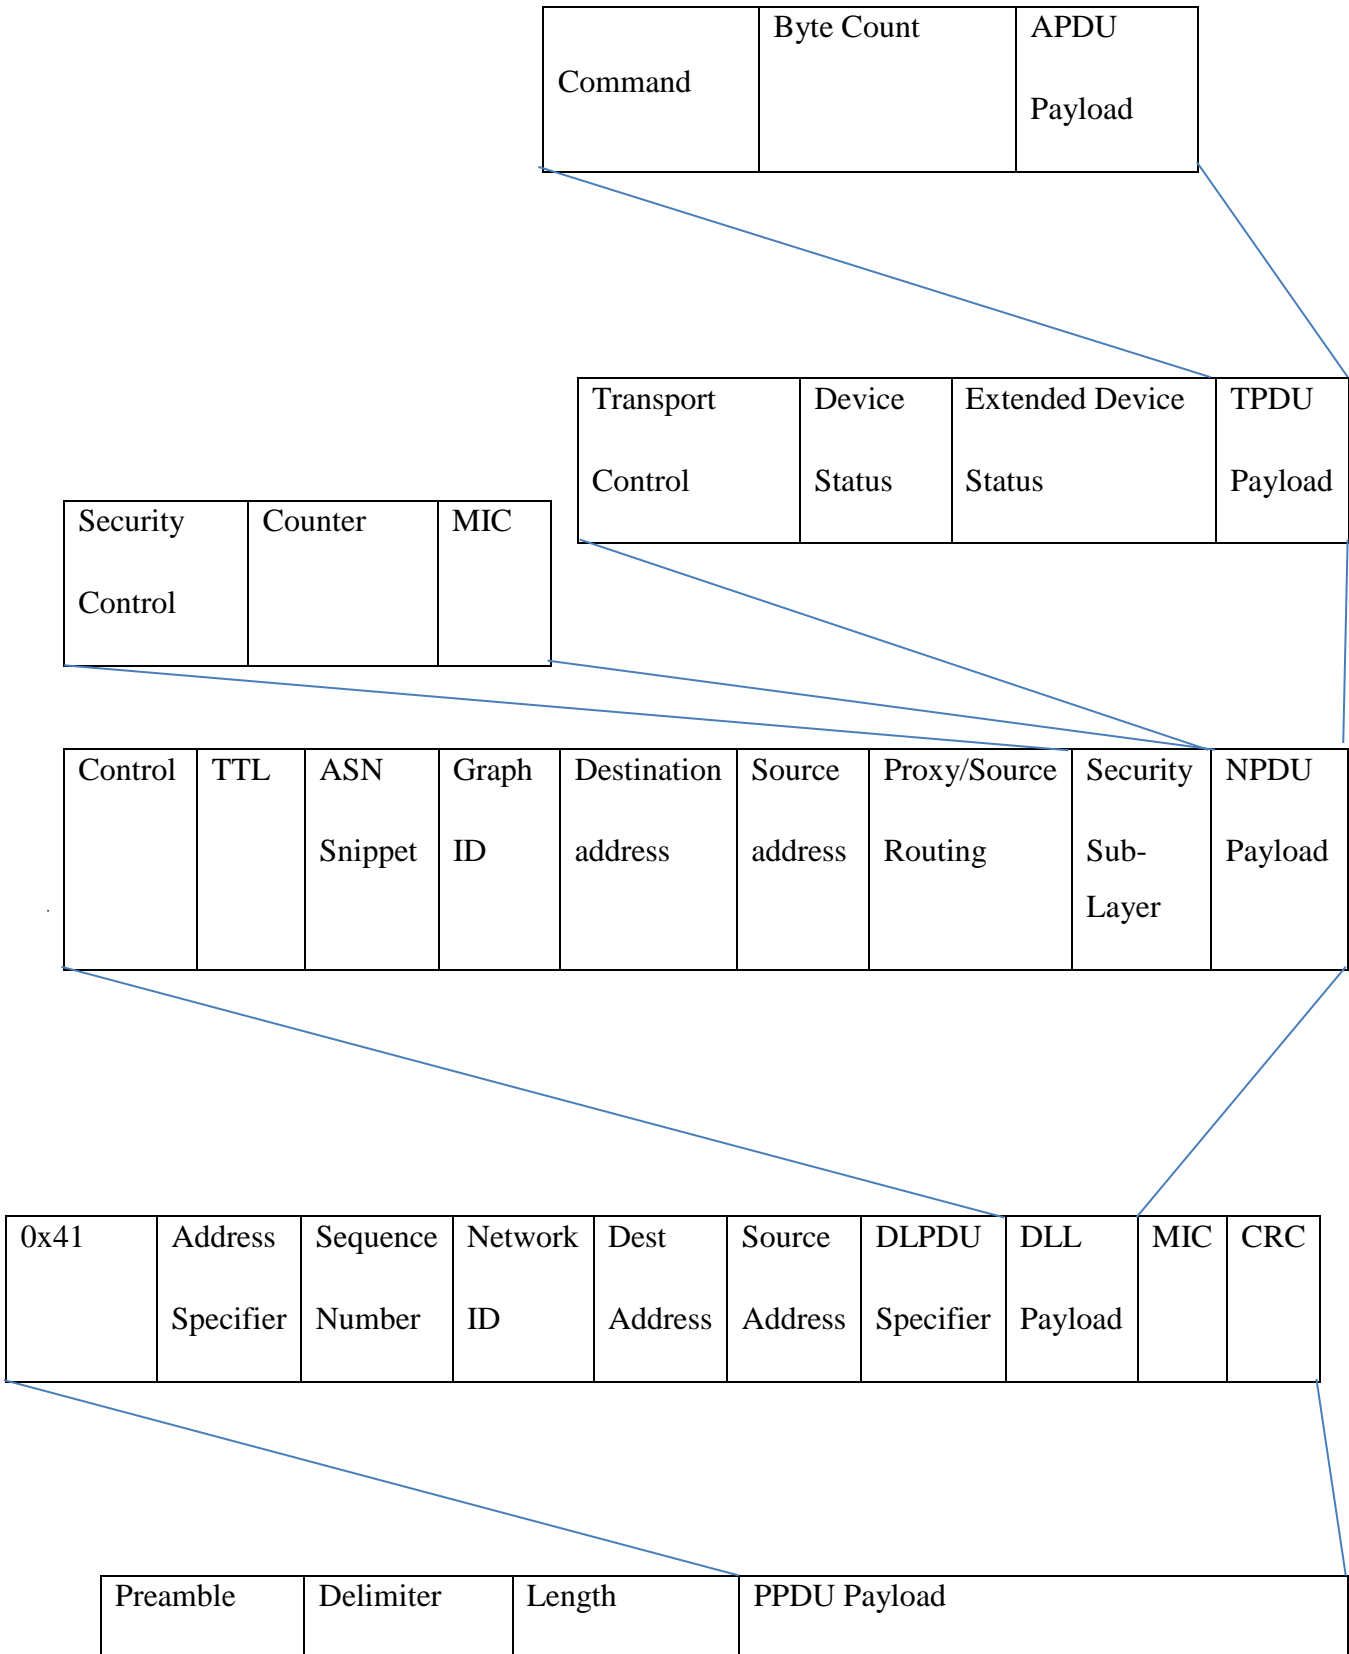 Command
Byte Count
APDU
Payload
Transport
Control
Device
Status
Extended Device
Status
TPDU
Payload
Security
Control
Counter
MIC
Control
TTL
ASN
Snippet
Graph
ID
Destination
address
Source
address
Proxy/Source
Routing
Security
Sub-
Layer
NPDU
Payload
0x41
Address
Specifier
Sequence
Number
Network
ID
Dest
Address
Source
Address
DLPDU
Specifier
DLL
Payload
MIC
CRC
Preamble
Delimiter
Length
PPDU Payload